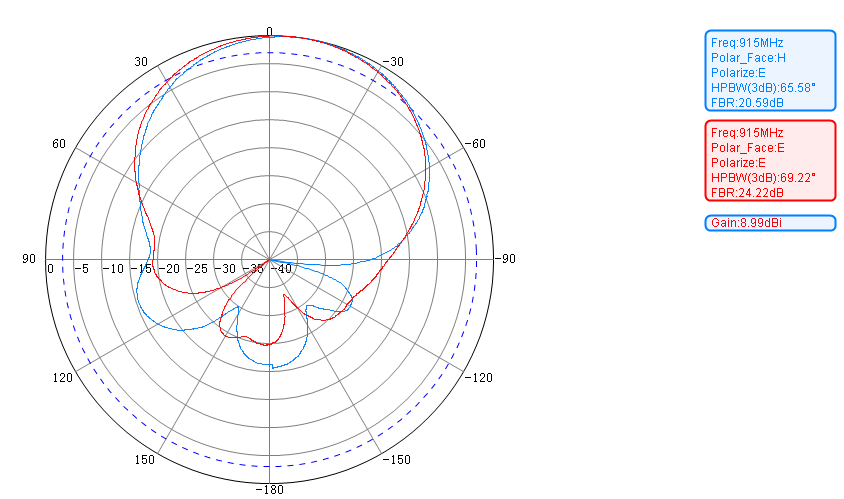 0
30
-30
60
-60
90
0 -5 -10 -15 -20 -25 -30 -35 -40
-90
120
-120
150
-150
-180
Freq:915MHz
Polar_Face:H
Polarize:E
HPBW(3dB):65.58°
FBR:20.59dB
Freq:915MHz
Polar_Face:E
Polarize:E
HPBW(3dB):69.22°
FBR:24.22dB
Gain:8.99dBi